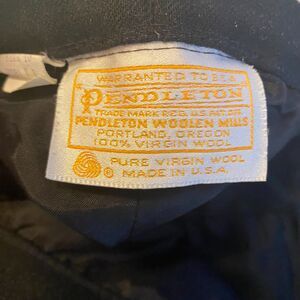 WARRANTED TO BE A
PENDLETON
TRADE MARK REG. U.S. PAT. OFF.
PENDLETON WOOLEN MILLS
PORTLAND, OREGON
100% VIRGIN WOOL
PURE VIRGIN WOOL
MADE IN U.S.A.